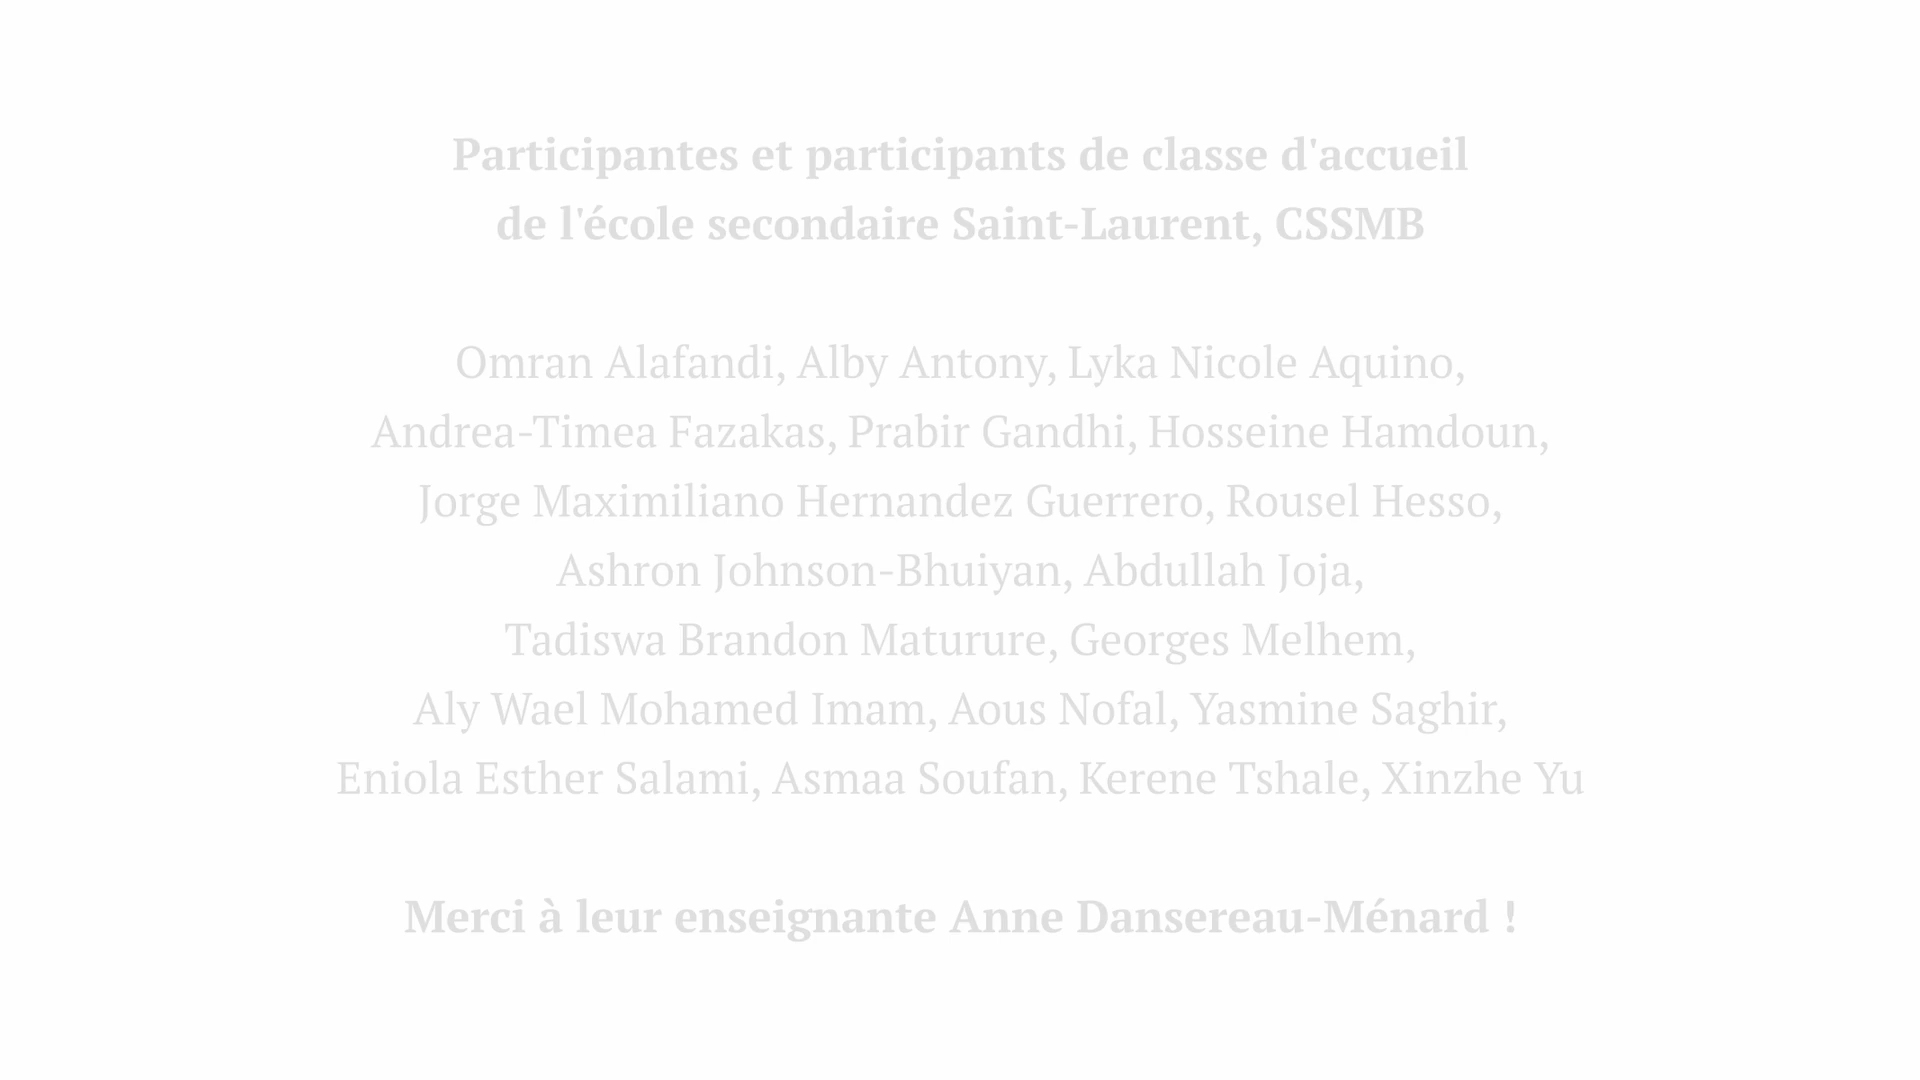 Participantes et participants de classe d'accueil
de l'école secondaire Saint-Laurent, CSSMB
Omran Alafandi, Alby Antony, Lyka Nicole Aquino,
Andrea-Timea Fazakas, Prabir Gandhi, Hosseine Hamdoun,
Jorge Maximiliano Hernandez Guerrero, Rousel Hesso,
Ashron Johnson-Bhuiyan, Abdullah Joja,
Tadiswa Brandon Maturure, Georges Melhem,
Aly Wael Mohamed Imam, Aous Nofal, Yasmine Saghir,
Eniola Esther Salami, Asmaa Soufan, Kerene Tshale, Xinzhe Yu
Merci à leur enseignante Anne Dansereau-Ménard !